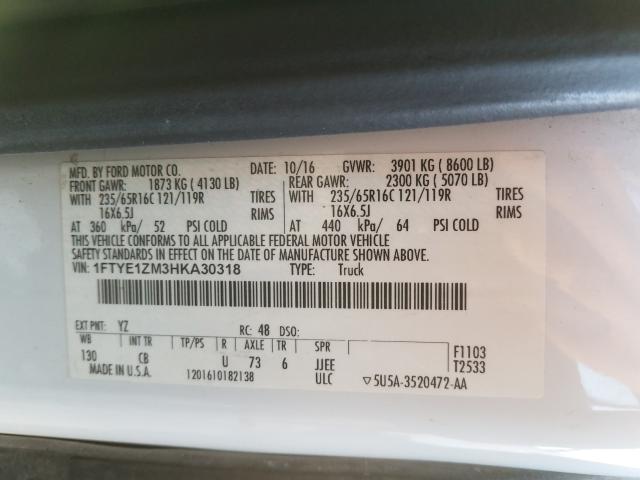 MFD. BY FORD MOTOR CO. DATE: 10/16 GVWR: 3901 KG ( 8600 LB)
FRONT GAWR: 1873 KG ( 4130 LB) REAR GAWR: 2300 KG ( 5070 LB)
WITH 235/65R16C 121/119R TIRES WITH 235/65R16C 121/119R TIRES
16X6.5J RIMS 16X6.5J RIMS
AT 360 kPa/ 52 PSI COLD AT 440 kPa/ 64 PSI COLD
THIS VEHICLE CONFORMS TO ALL APPLICABLE FEDERAL MOTOR VEHICLE
SAFETY STANDARDS IN EFFECT ON THE DATE OF MANUFACTURE SHOWN ABOVE.
VIN: 1FTYE1ZM3HKA30318 TYPE: Truck
EXT PNT: YZ RC: 48 DSO:
WB INT TR TP/PS R AXLE TR SPR F1103
130 CB U 73 6 JJEE T2533
MADE IN U.S.A. 1201610182138 ULC ▽5U5A-3520472-AA